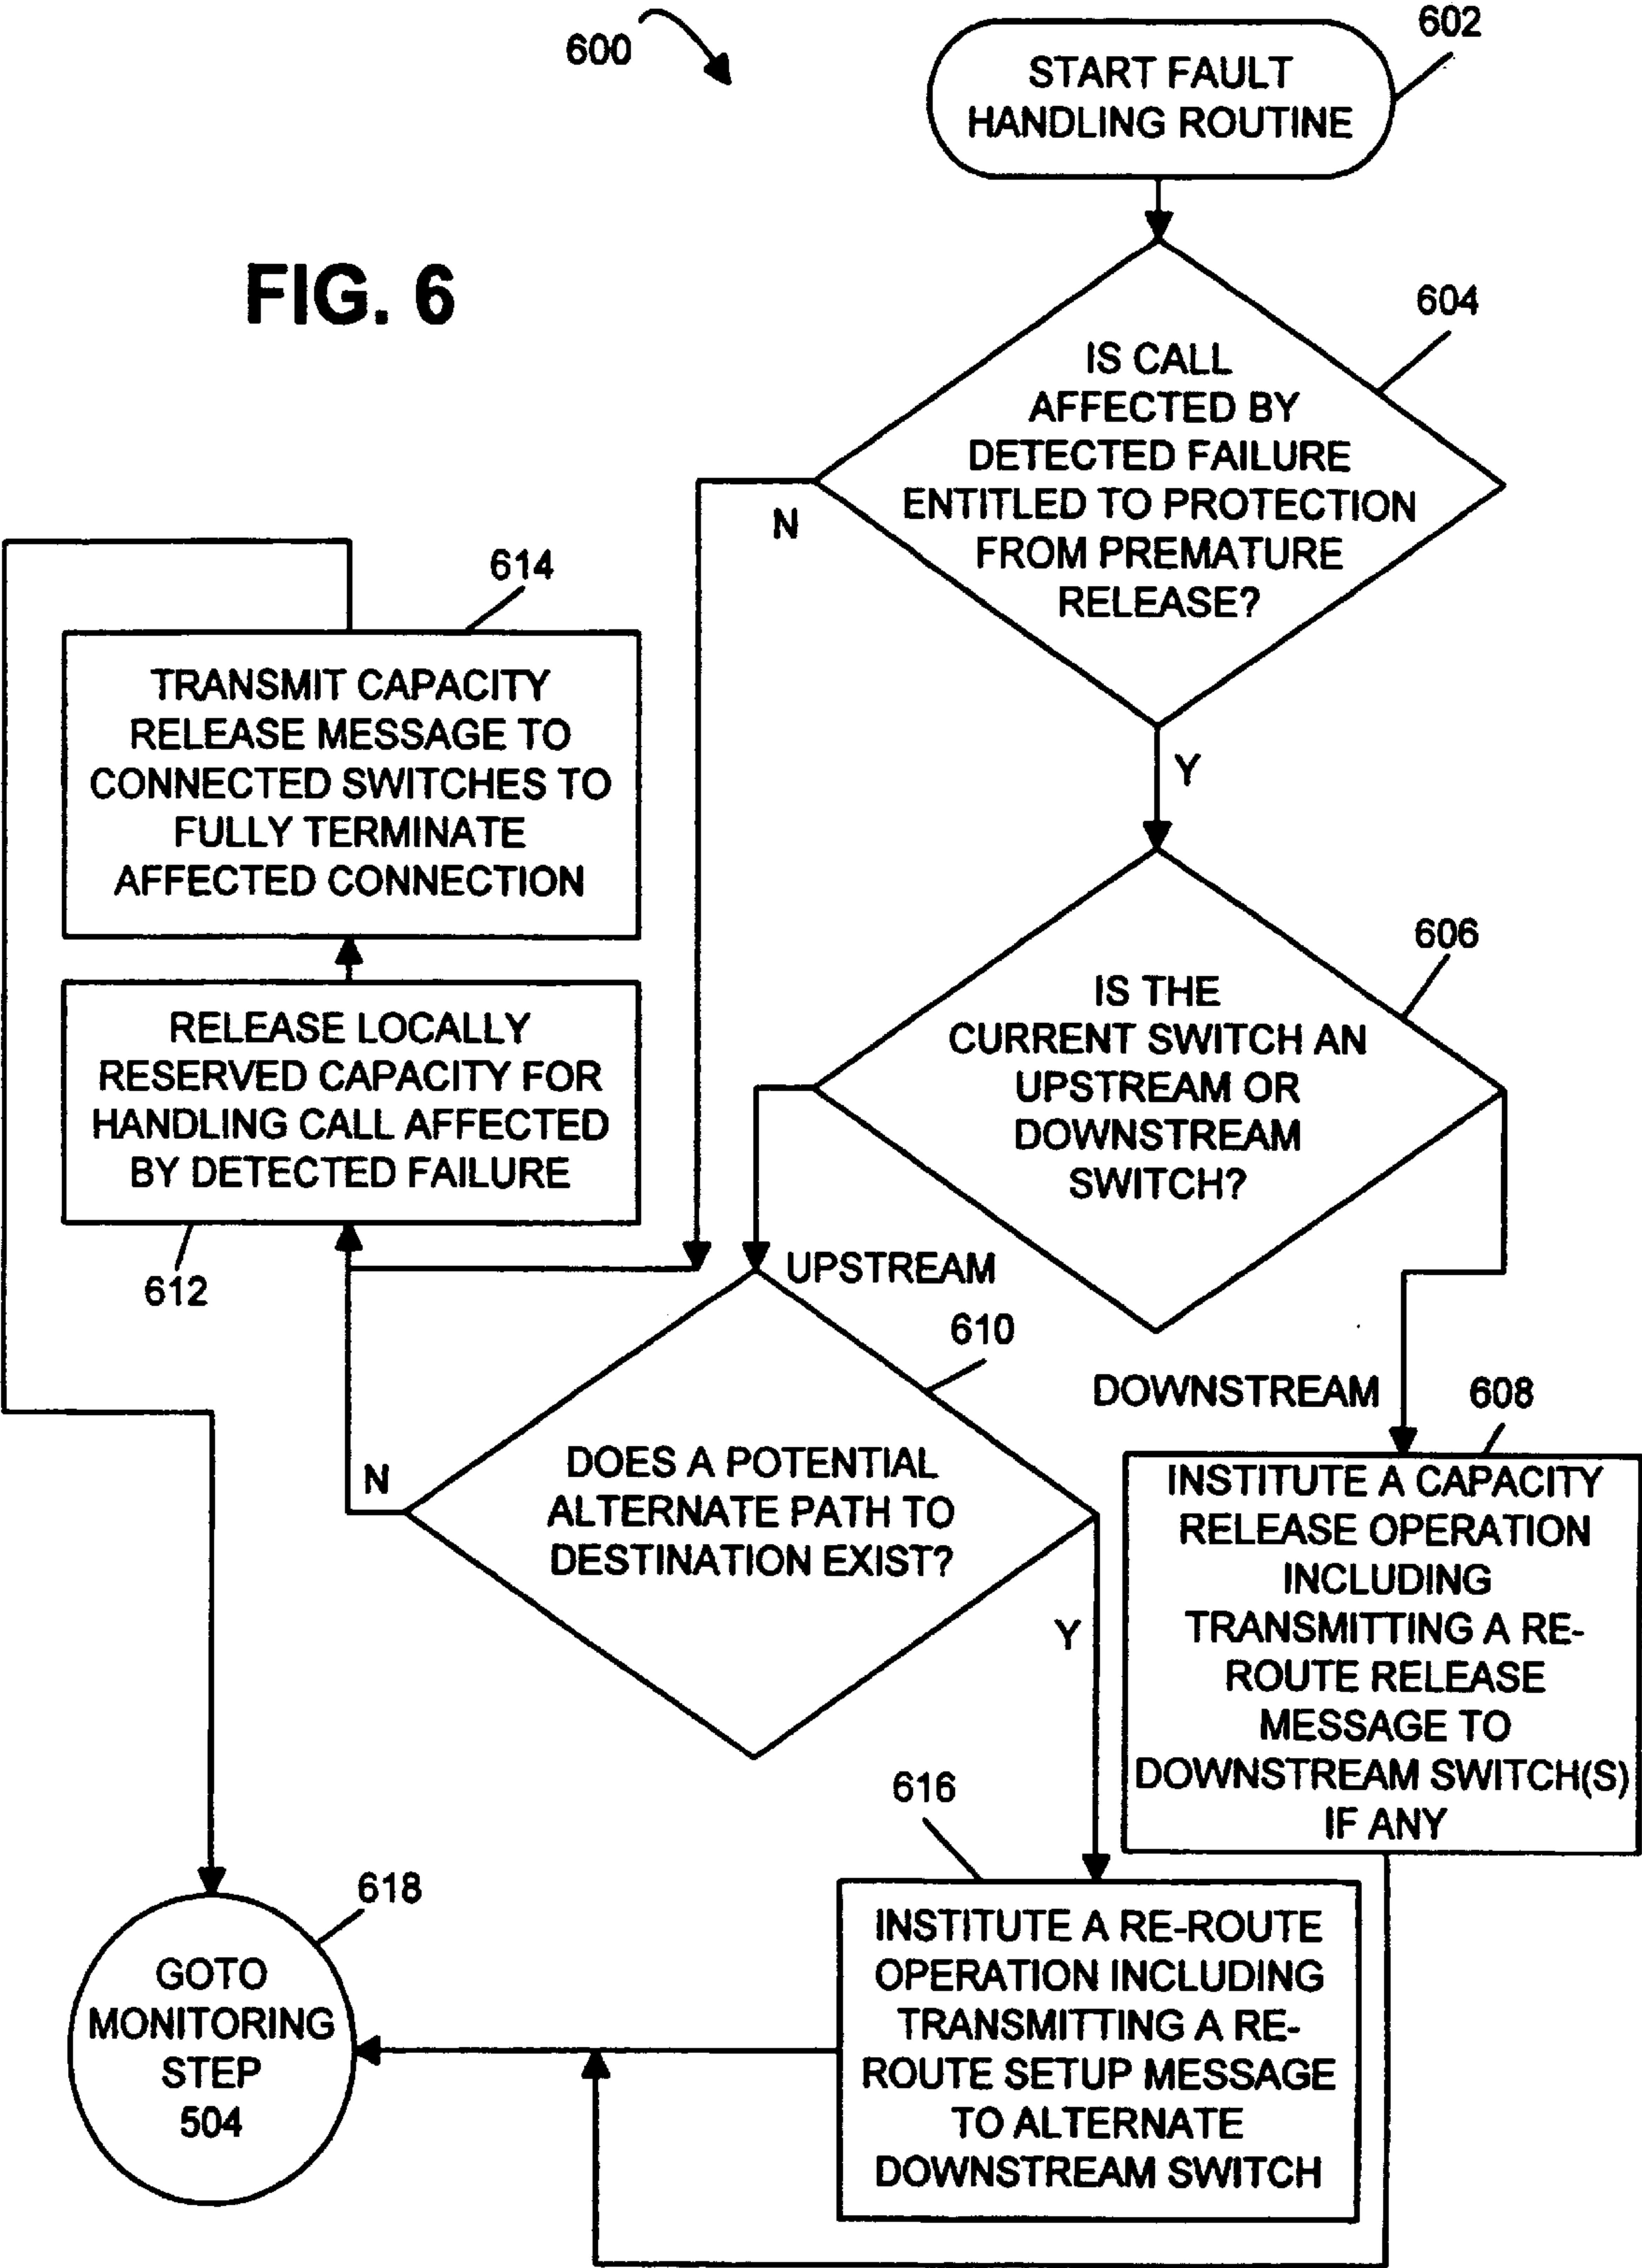 600
602
START FAULT
HANDLING ROUTINE
FIG. 6
604
IS CALL
AFFECTED BY
DETECTED FAILURE
ENTITLED TO PROTECTION
FROM PREMATURE
RELEASE?
N
Y
614
TRANSMIT CAPACITY
RELEASE MESSAGE TO
CONNECTED SWITCHES TO
FULLY TERMINATE
AFFECTED CONNECTION
606
IS THE
CURRENT SWITCH AN
UPSTREAM OR
DOWNSTREAM
SWITCH?
RELEASE LOCALLY
RESERVED CAPACITY FOR
HANDLING CALL AFFECTED
BY DETECTED FAILURE
612
UPSTREAM
610
DOES A POTENTIAL
ALTERNATE PATH TO
DESTINATION EXIST?
N
Y
DOWNSTREAM
608
INSTITUTE A CAPACITY
RELEASE OPERATION
INCLUDING
TRANSMITTING A RE-
ROUTE RELEASE
MESSAGE TO
DOWNSTREAM SWITCH(S)
IF ANY
616
INSTITUTE A RE-ROUTE
OPERATION INCLUDING
TRANSMITTING A RE-
ROUTE SETUP MESSAGE
TO ALTERNATE
DOWNSTREAM SWITCH
618
GOTO
MONITORING
STEP
504